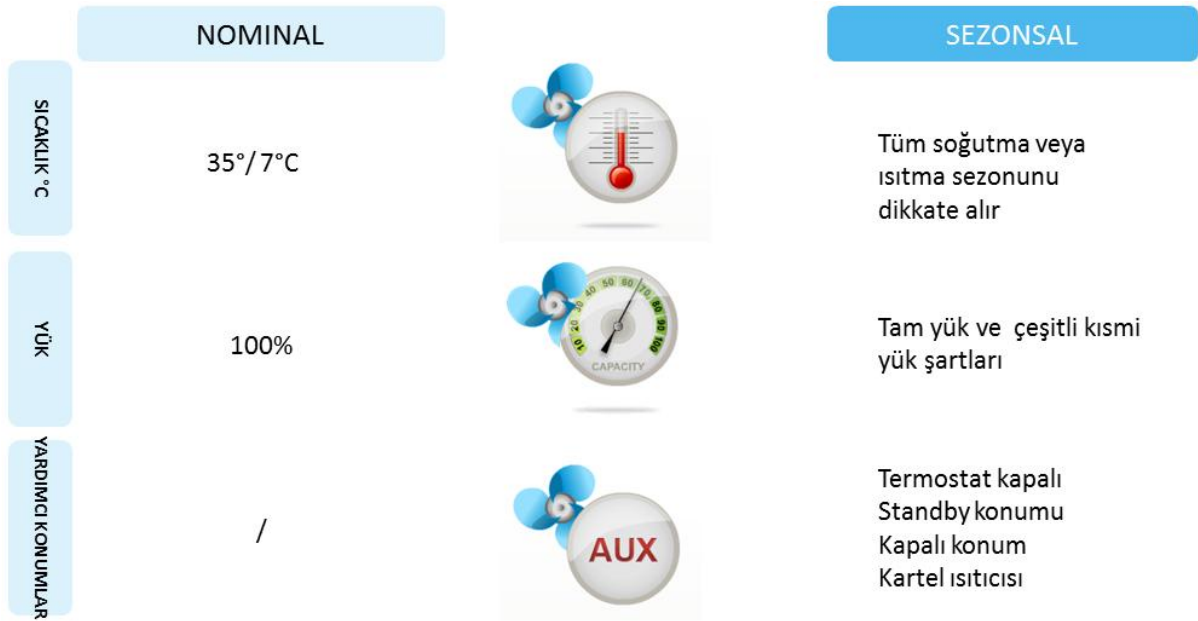 NOMINAL
SEZONSAL
SICAKLIK °C
35°/ 7°C
Tüm soğutma veya
ısıtma sezonunu
dikkate alır
YÜK
100%
10 20 30 40 50 60 70 80 90 100
CAPACITY
Tam yük ve çeşitli kısmi
yük şartları
YARDIMCI KONUMLAR
/
AUX
Termostat kapalı
Standby konumu
Kapalı konum
Kartel ısıtıcısı